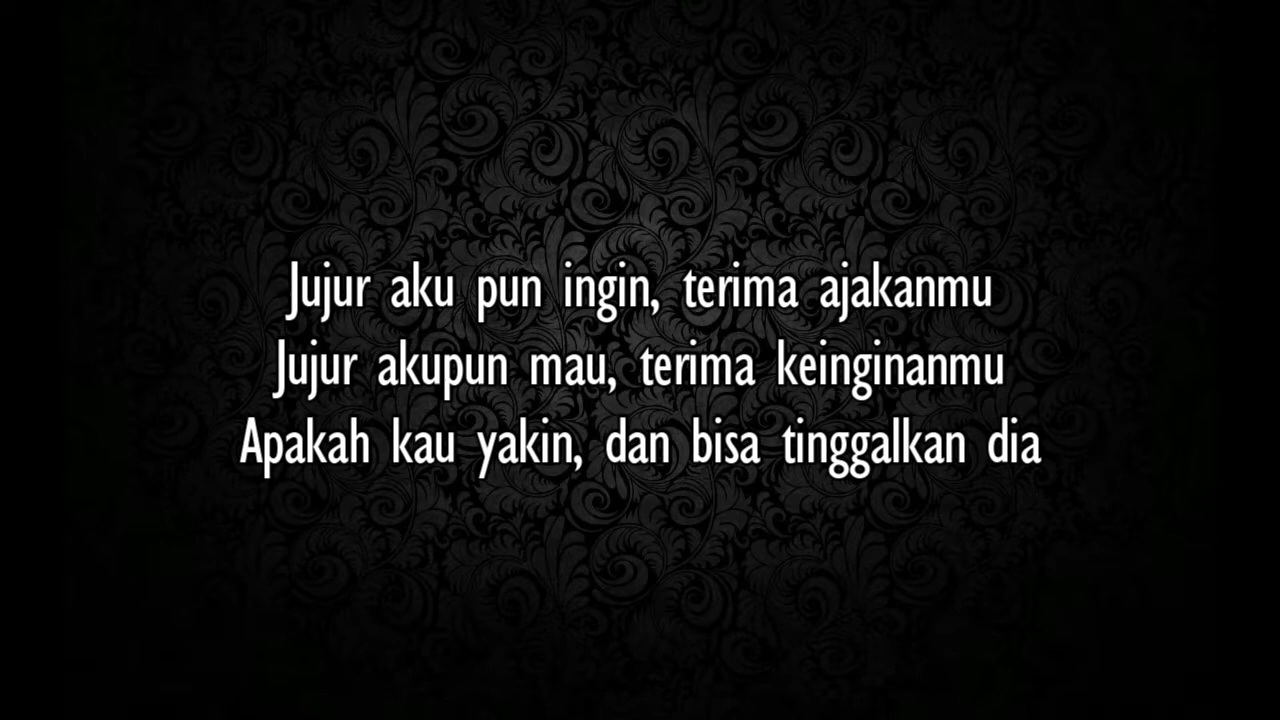 Jujur aku pun ingin, terima ajakanmu
Jujur akupun mau, terima keinginanmu
Apakah kau yakin, dan bisa tinggalkan dia